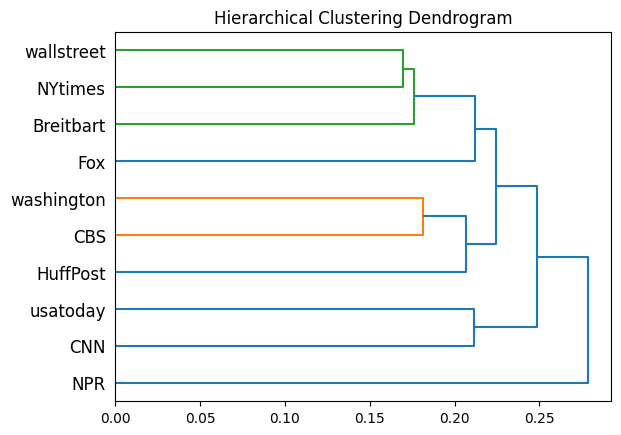 Hierarchical Clustering Dendrogram
wallstreet
NYtimes
Breitbart
Fox
washington
CBS
HuffPost
usatoday
CNN
NPR
0.00 0.05 0.10 0.15 0.20 0.25